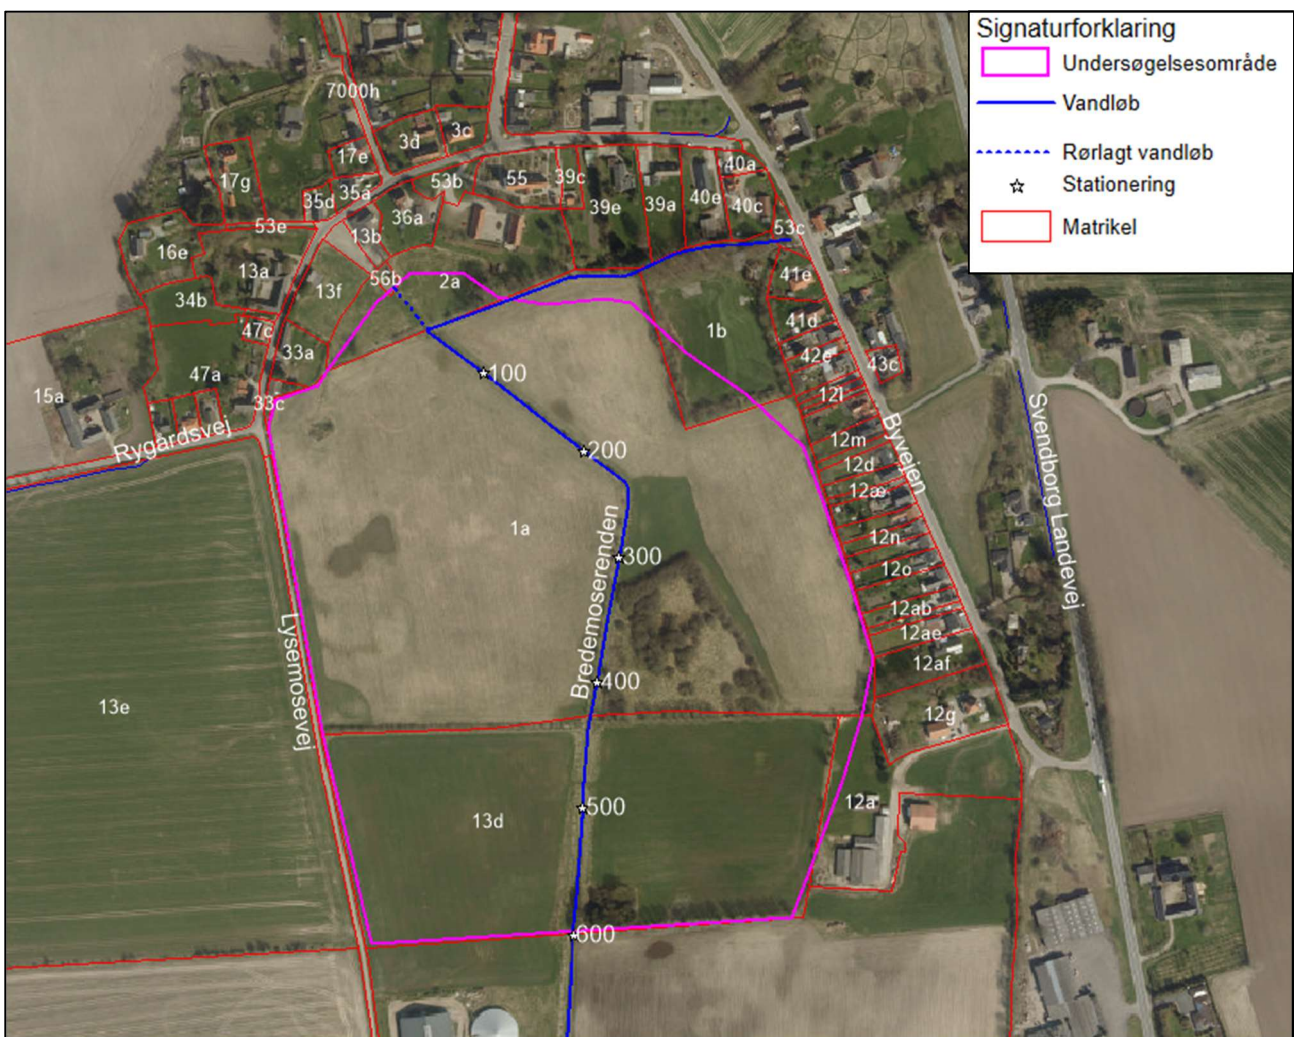 Signaturforklaring
Undersøgelsesområde
Vandløb
Rørlagt vandløb
Stationering
Matrikel
7000h
3d
3c
17e
17g
35d
35a
53b
55
39c
36a
39e
39a
40e
40a
40c
53e
13b
53c
16e
13a
56b
2a
41e
34b
13f
1b
47c
33a
41d
42e
43c
100
15a
47a
33c
12l
Rygårdsvej
Byvejen
Svendborg Landevej
12m
200
12d
12æ
1a
12n
300
12o
Bredemoserenden
12ab
Lysemosevej
12ae
12af
400
13e
12g
500
12a
13d
600